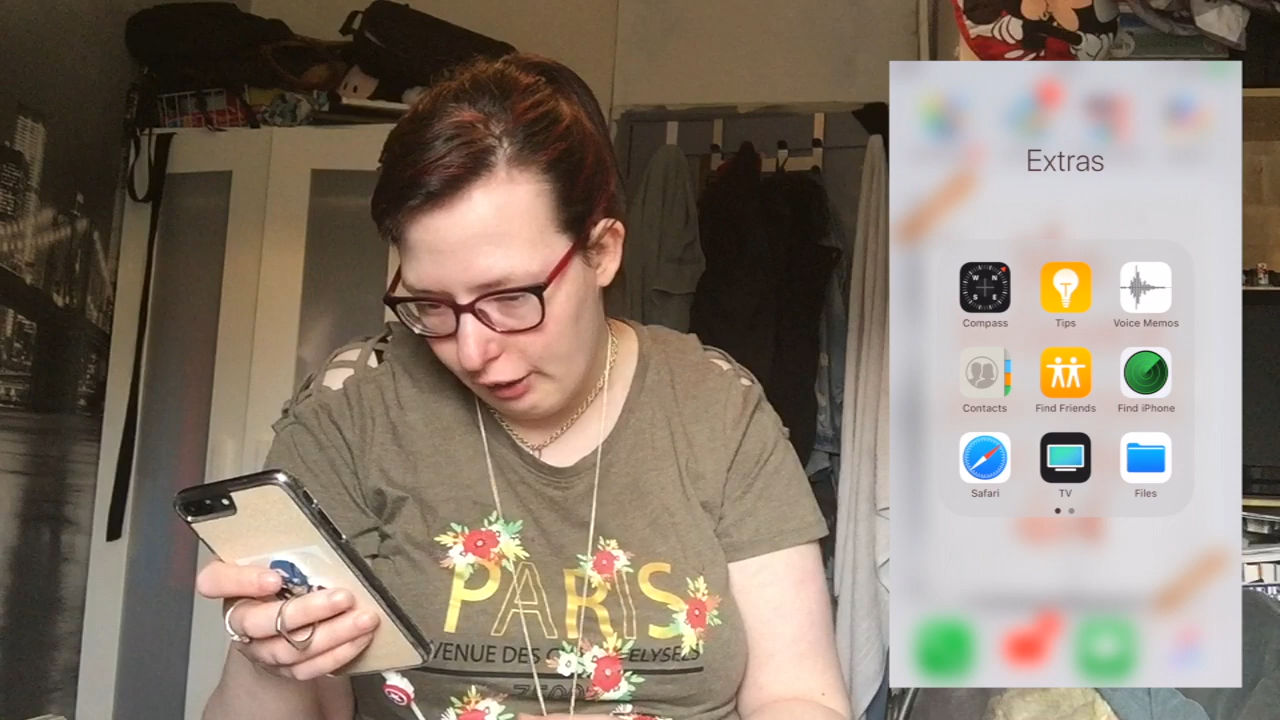 Extras
W N
S E
Compass
Tips
Voice Memos
Contacts
Find Friends
Find iPhone
Safari
TV
Files
PARIS